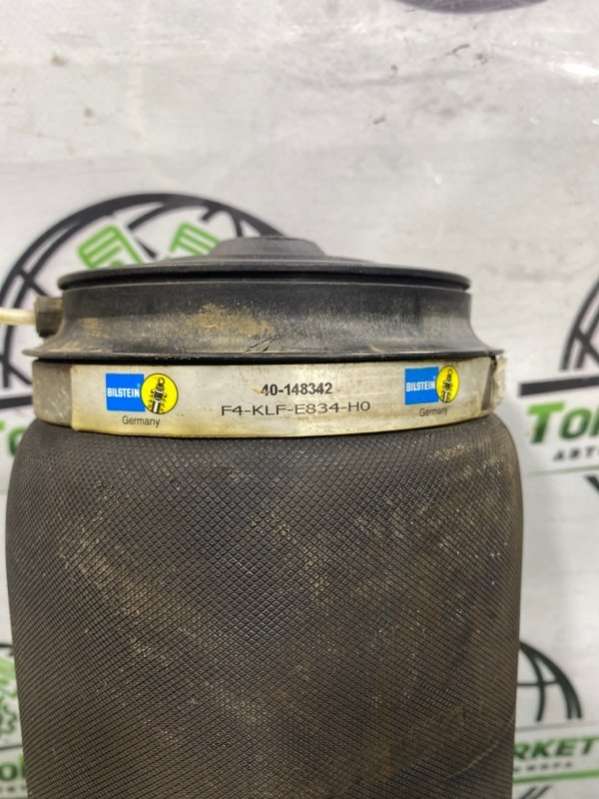 BILSTEIN
Germany
40-148342
F4-KLF-E834-H0
BILSTEIN
Germany